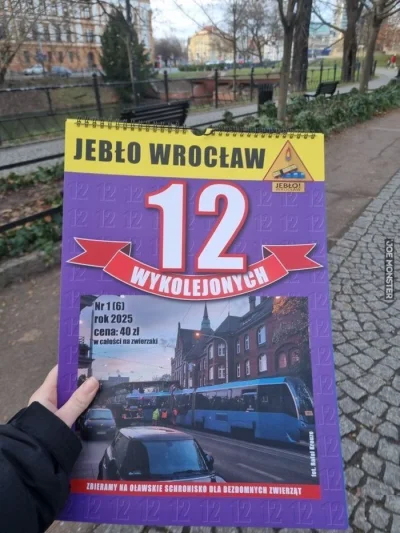 JEBŁO WROCŁAW
JEBŁO!
12
WYKOLEJONYCH
Nr 1 (6)
rok 2025
cena: 40 zł
w całości na zwierzaki
ZBIERAMY NA OŁAWSKIE SCHRONISKO DLA BEZDOMNYCH ZWIERZĄT
JOE MONSTER